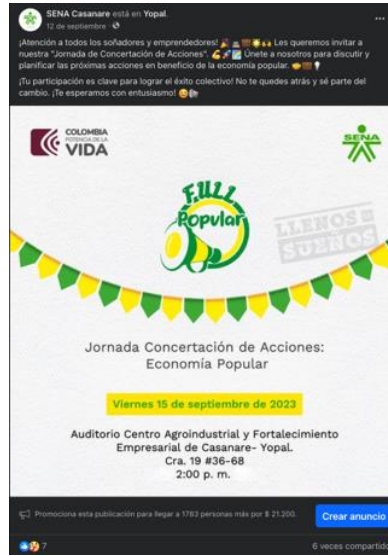 SENA Casanare está en Yopal.
12 de septiembre
¡Atención a todos los soñadores y emprendedores! Les queremos invitar a
nuestra "Jornada de Concertación de Acciones". Únete a nosotros para discutir y
planificar las próximas acciones en beneficio de la economía popular.
¡Tu participación es clave para lograr el éxito colectivo! No te quedes atrás y sé parte del
cambio. ¡Te esperamos con entusiasmo!
COLOMBIA
POTENCIA DE LA
VIDA
SENA
FULL
Popular
LLENOS DE
SUEÑOS
Jornada Concertación de Acciones:
Economía Popular
Viernes 15 de septiembre de 2023
Auditorio Centro Agroindustrial y Fortalecimiento
Empresarial de Casanare- Yopal.
Cra. 19 #36-68
2:00 p. m.
Promociona esta publicación para llegar a 1783 personas más por $ 21.200.
Crear anuncio
7
6 veces compartido